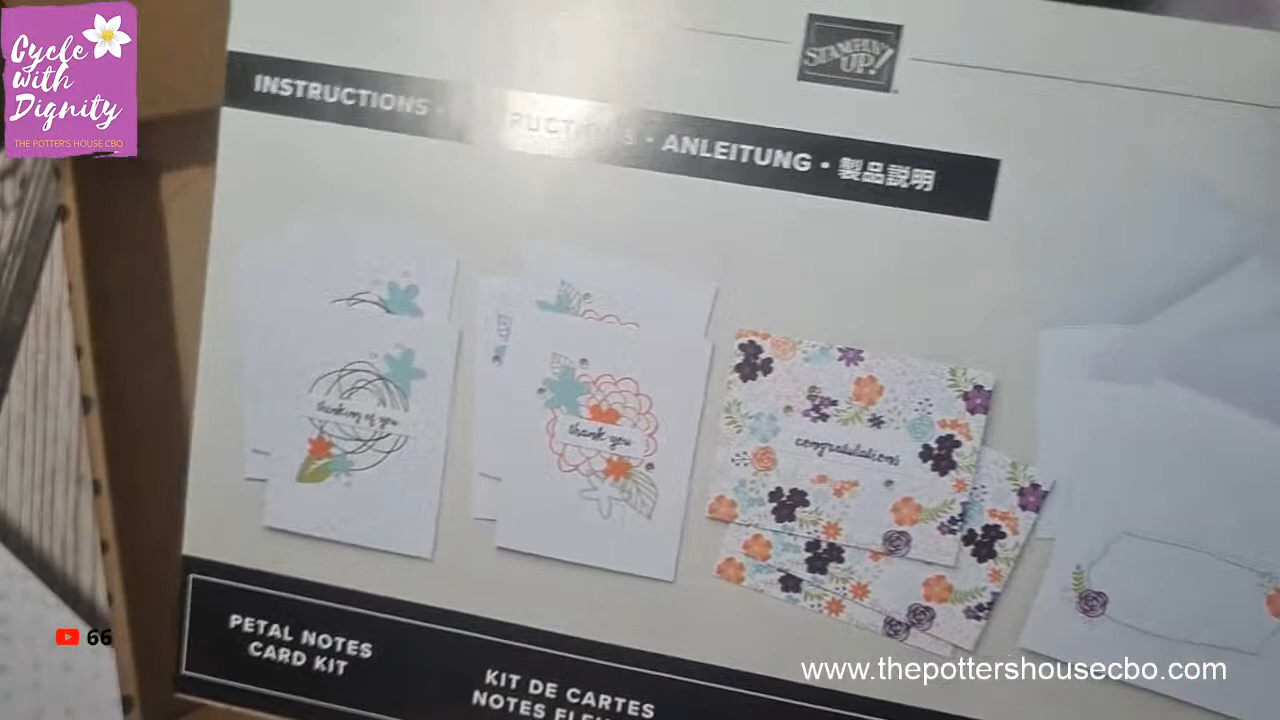 Cycle
with
Dignity
THE POTTER'S HOUSE CBO
STAMPIN'
UP!
INSTRUCTIONS • • ANLEITUNG • 製品説明
thinking of you
thank you
congratulations
PETAL NOTES
CARD KIT
KIT DE CARTES
NOTES
66
www.thepottershousecbo.com